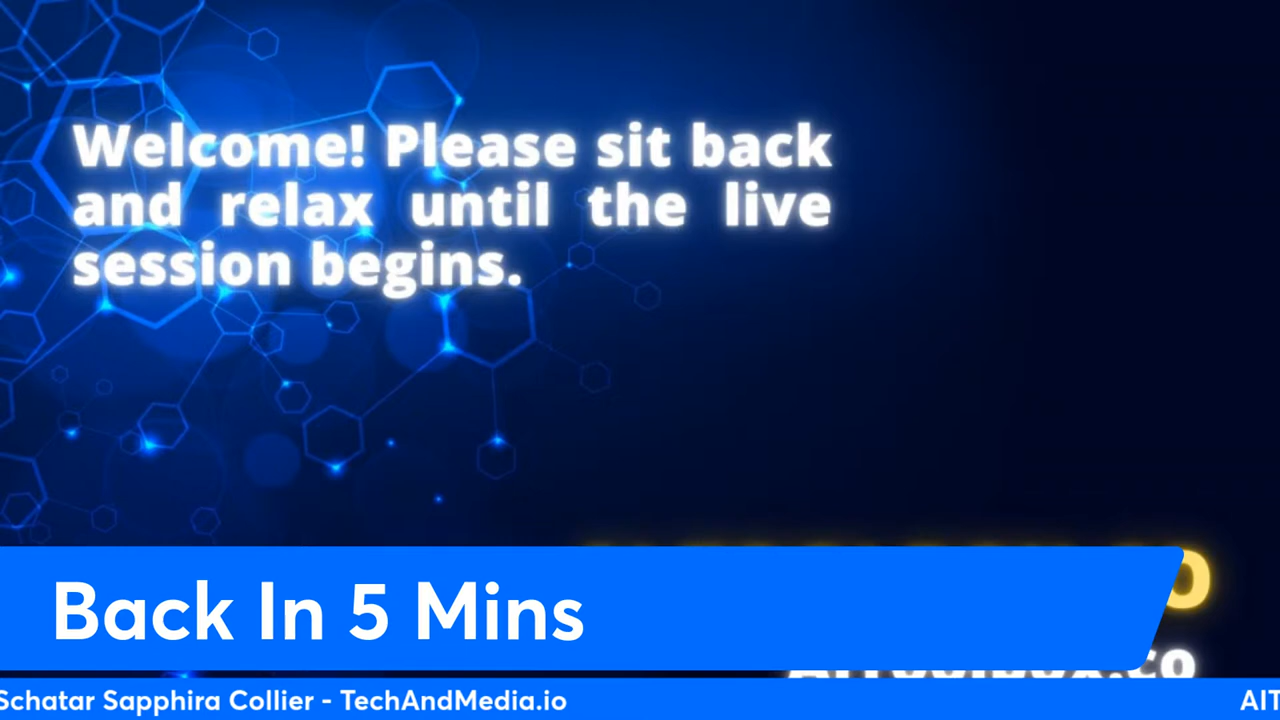 Welcome! Please sit back
and relax until the live
session begins.
Back In 5 Mins
Schatar Sapphira Collier - TechAndMedia.io